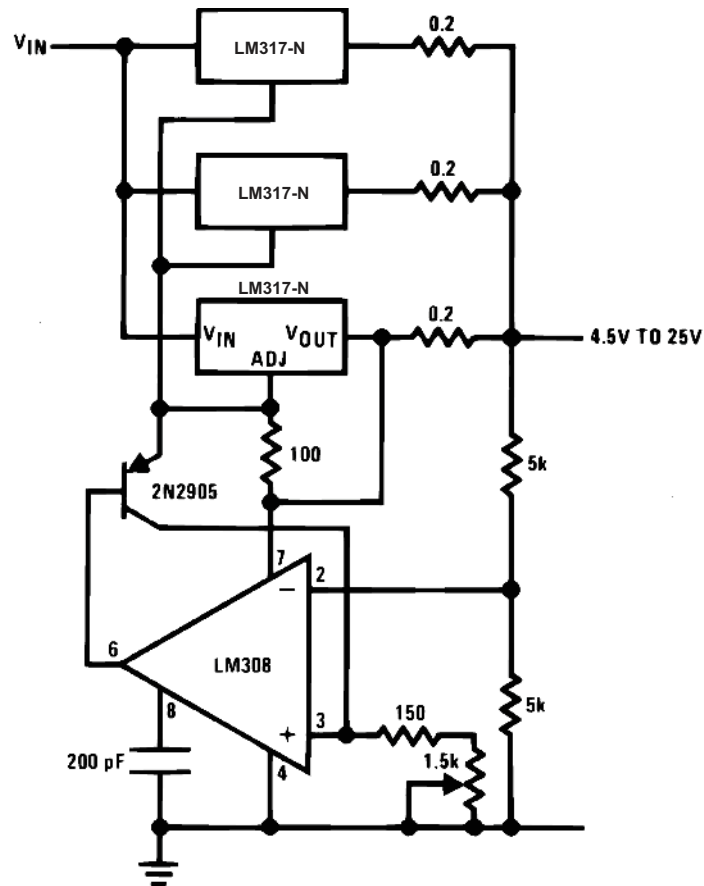 LM317-N
0.2
VIN
LM317-N
0.2
LM317-N
VIN
VOUT
ADJ
0.2
4.5V TO 25V
100
5k
2N2905
7
2
−
6
LM308
8
+
3
150
5k
200 pF
4
1.5k